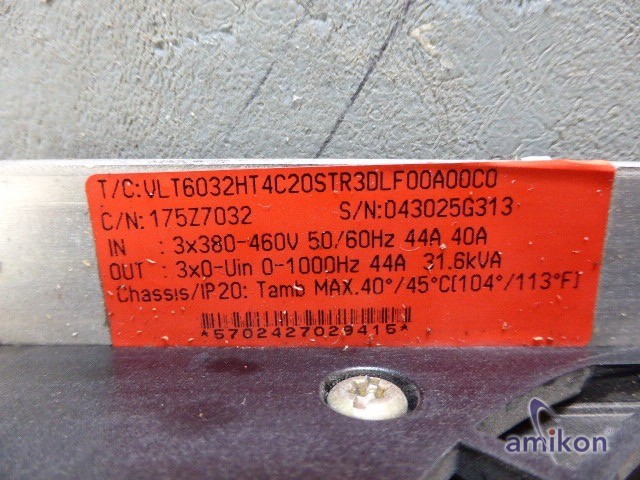 T/C:VLT6032HT4C20STR3DLF00A00C0
C/N:175Z7032 S/N:043025G313
IN : 3x380-460V 50/60Hz 44A 40A
OUT : 3x0-Uin 0-1000Hz 44A 31.6kVA
Chassis/IP20: Tamb MAX.40°/45°C(104°/113°F)
*5702427029415*
amikon